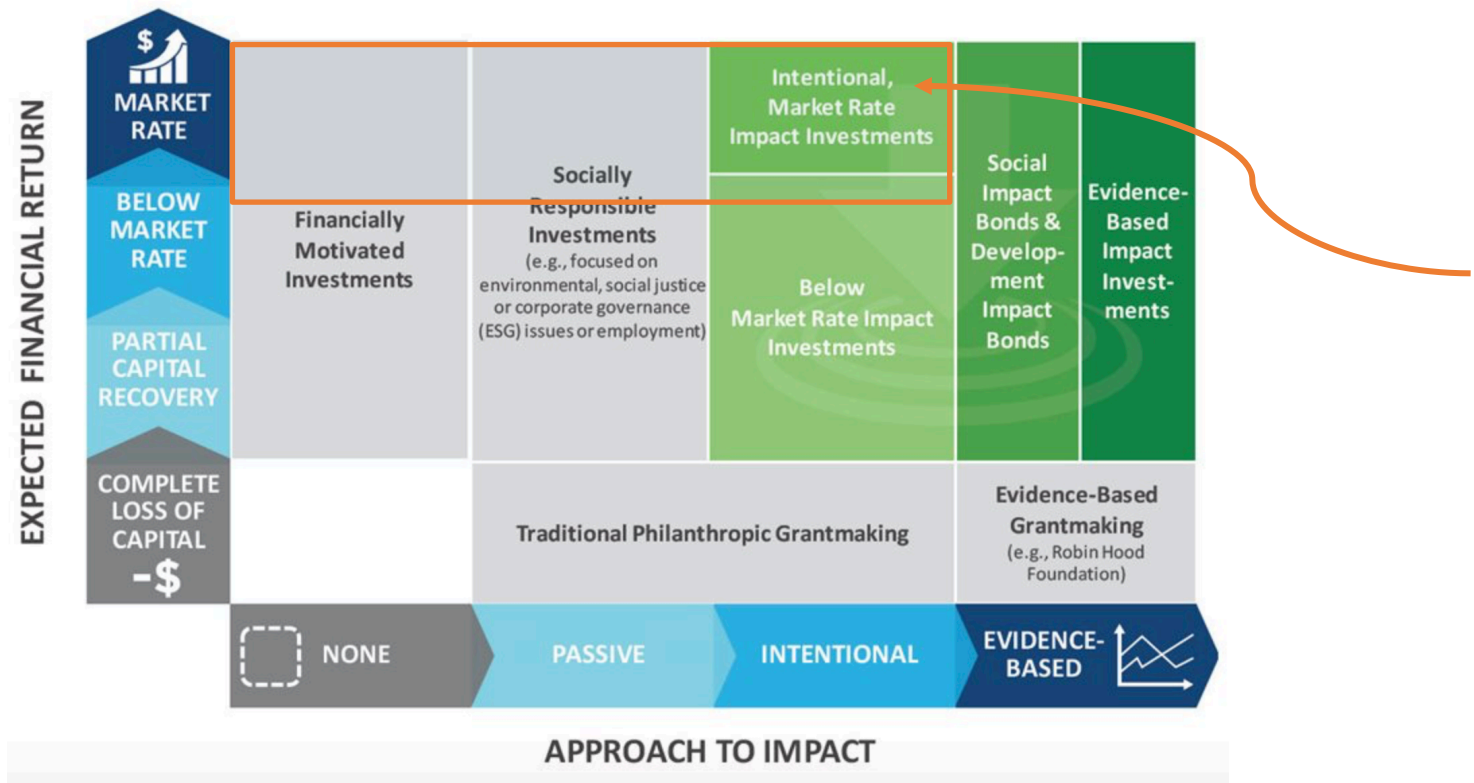 EXPECTED FINANCIAL RETURN
$
MARKET
RATE
BELOW
MARKET
RATE
PARTIAL
CAPITAL
RECOVERY
COMPLETE
LOSS OF
CAPITAL
-$
Financially
Motivated
Investments
Socially
Responsible
Investments
(e.g., focused on
environmental, social justice
or corporate governance
(ESG) issues or employment)
Intentional,
Market Rate
Impact Investments
Below
Market Rate Impact
Investments
Social
Impact
Bonds &
Develop-
ment
Impact
Bonds
Evidence-
Based
Impact
Invest-
ments
Traditional Philanthropic Grantmaking
Evidence-Based
Grantmaking
(e.g., Robin Hood
Foundation)
NONE
PASSIVE
INTENTIONAL
EVIDENCE-
BASED
APPROACH TO IMPACT